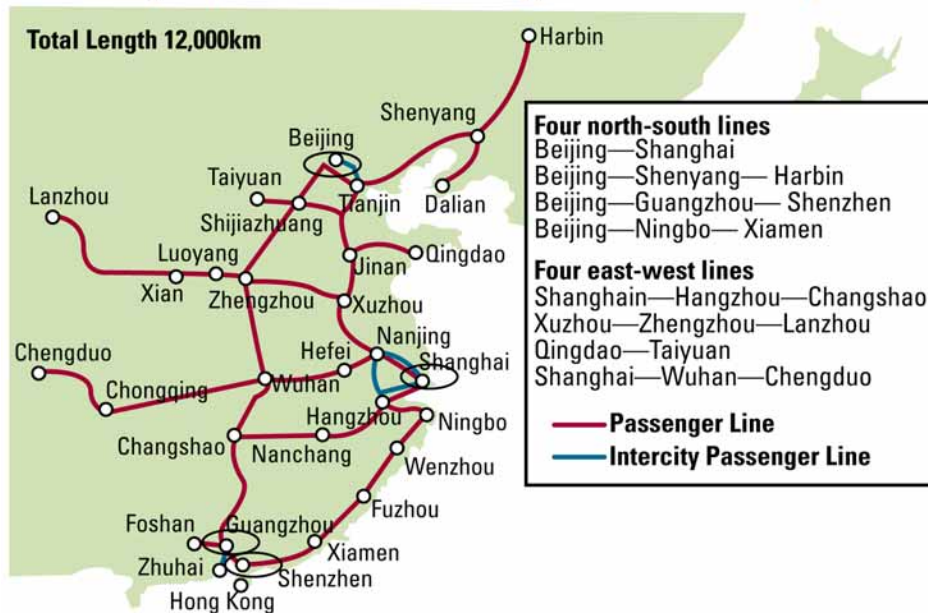 Total Length 12,000km
Harbin
Shenyang
Beijing
Taiyuan
Tianjin
Dalian
Lanzhou
Shijiazhuang
Luoyang
Jinan
Qingdao
Xian
Zhengzhou
Xuzhou
Nanjing
Chengduo
Hefei
Shanghai
Chongqing
Wuhan
Hangzhou
Ningbo
Changshao
Nanchang
Wenzhou
Fuzhou
Foshan
Guangzhou
Xiamen
Zhuhai
Shenzhen
Hong Kong
Four north-south lines
Beijing—Shanghai
Beijing—Shenyang— Harbin
Beijing—Guangzhou— Shenzhen
Beijing—Ningbo— Xiamen
Four east-west lines
Shanghain—Hangzhou—Changshao
Xuzhou—Zhengzhou—Lanzhou
Qingdao—Taiyuan
Shanghai—Wuhan—Chengduo
Passenger Line
Intercity Passenger Line